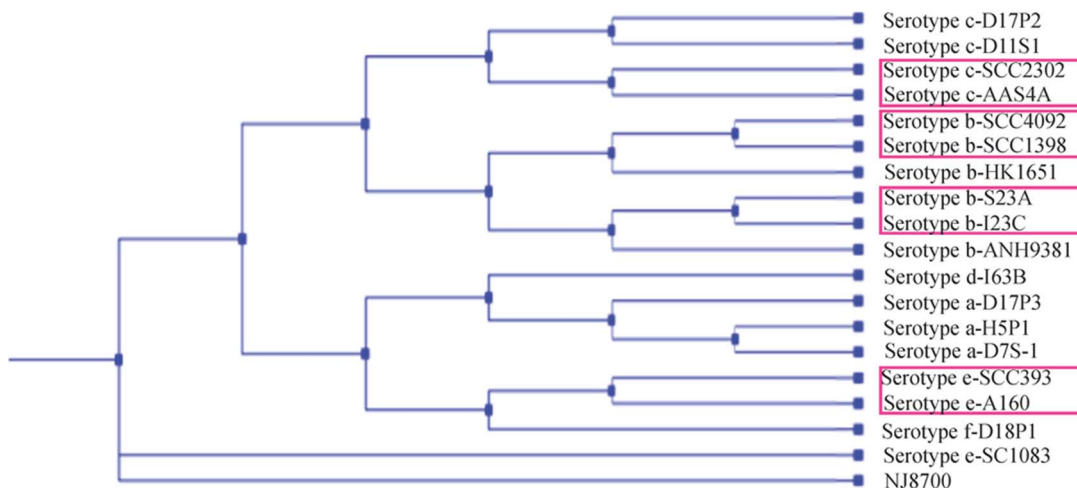 Serotype c-D17P2
Serotype c-D11S1
Serotype c-SCC2302
Serotype c-AAS4A
Serotype b-SCC4092
Serotype b-SCC1398
Serotype b-HK1651
Serotype b-S23A
Serotype b-I23C
Serotype b-ANH9381
Serotype d-I63B
Serotype a-D17P3
Serotype a-H5P1
Serotype a-D7S-1
Serotype e-SCC393
Serotype e-A160
Serotype f-D18P1
Serotype e-SC1083
NJ8700